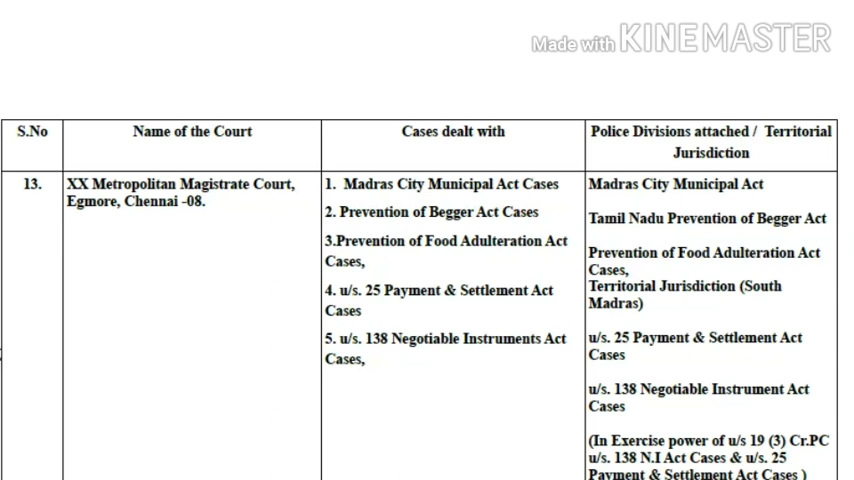 Made with KINEMASTER
S.No
Name of the Court
Cases dealt with
Police Divisions attached / Territorial
Jurisdiction
13.
XX Metropolitan Magistrate Court,
Egmore, Chennai -08.
1. Madras City Municipal Act Cases
2. Prevention of Begger Act Cases
3.Prevention of Food Adulteration Act
Cases,
4. u/s. 25 Payment & Settlement Act
Cases
5. u/s. 138 Negotiable Instruments Act
Cases,
Madras City Municipal Act
Tamil Nadu Prevention of Begger Act
Prevention of Food Adulteration Act
Cases,
Territorial Jurisdiction (South
Madras)
u/s. 25 Payment & Settlement Act
Cases
u/s. 138 Negotiable Instrument Act
Cases
(In Exercise power of u/s 19 (3) Cr.PC
u/s. 138 N.I Act Cases & u/s. 25
Payment & Settlement Act Cases )